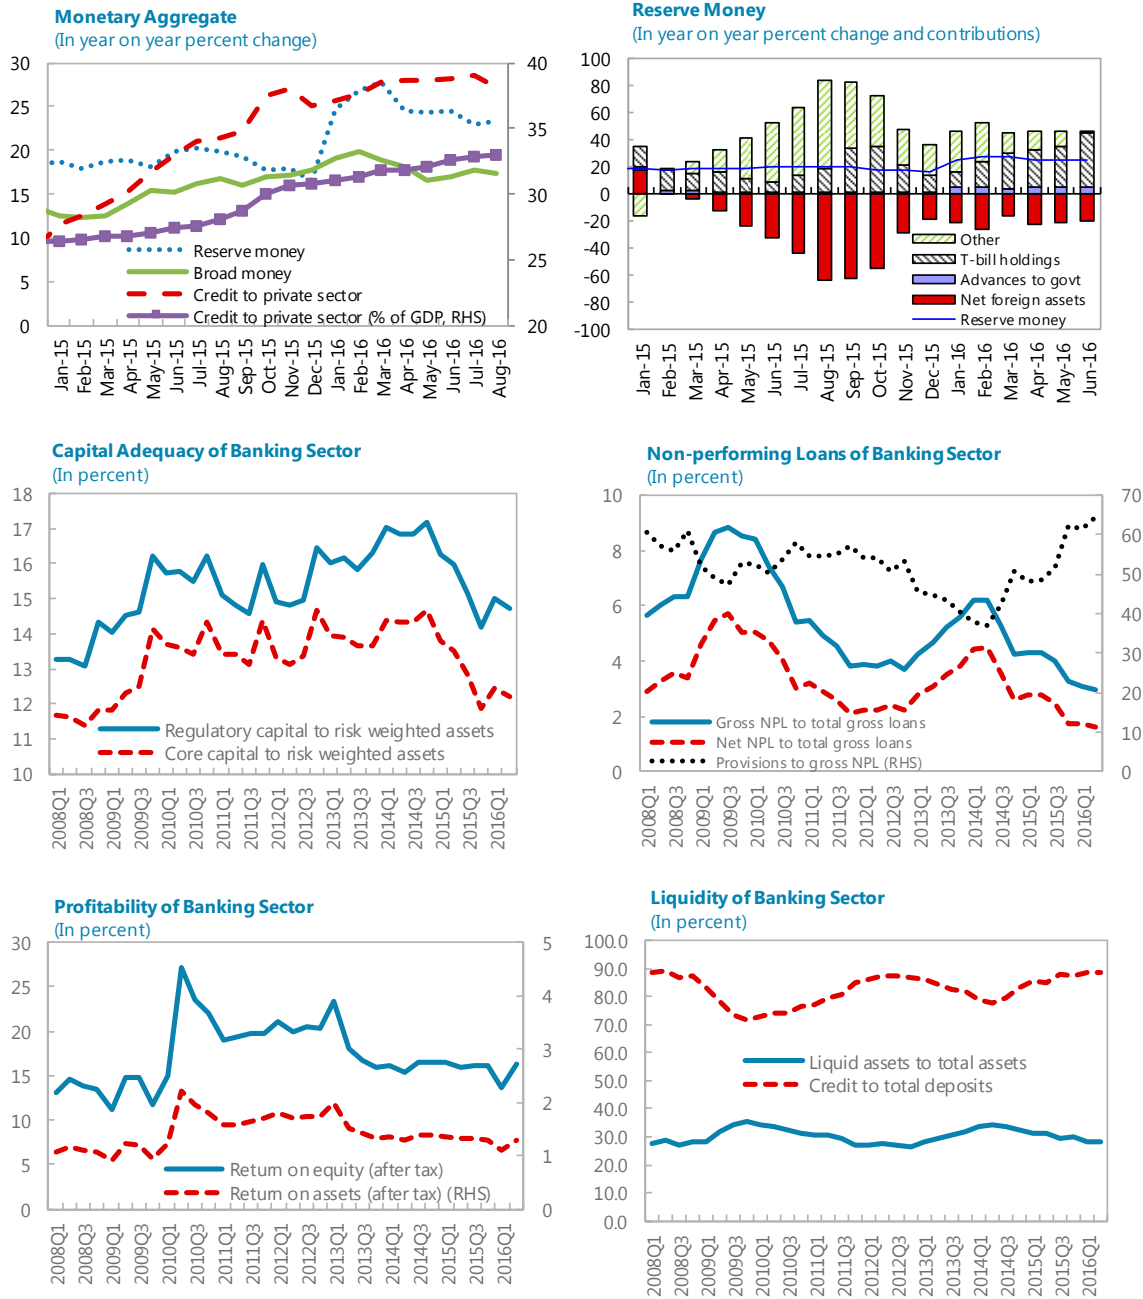 Monetary Aggregate
(In year on year percent change)
30
25
20
15
10
5
0
40
35
30
25
20
Reserve money
Broad money
Credit to private sector
Credit to private sector (% of GDP, RHS)
Jan-15
Feb-15
Mar-15
Apr-15
May-15
Jun-15
Jul-15
Aug-15
Sep-15
Oct-15
Nov-15
Dec-15
Jan-16
Feb-16
Mar-16
Apr-16
May-16
Jun-16
Jul-16
Aug-16
Reserve Money
(In year on year percent change and contributions)
100
80
60
40
20
0
-20
-40
-60
-80
-100
Other
T-bill holdings
Advances to govt
Net foreign assets
Reserve money
Jan-15
Feb-15
Mar-15
Apr-15
May-15
Jun-15
Jul-15
Aug-15
Sep-15
Oct-15
Nov-15
Dec-15
Jan-16
Feb-16
Mar-16
Apr-16
May-16
Jun-16
Capital Adequacy of Banking Sector
(In percent)
18
17
16
15
14
13
12
11
10
Regulatory capital to risk weighted assets
Core capital to risk weighted assets
2008Q1
2008Q3
2009Q1
2009Q3
2010Q1
2010Q3
2011Q1
2011Q3
2012Q1
2012Q3
2013Q1
2013Q3
2014Q1
2014Q3
2015Q1
2015Q3
2016Q1
Non-performing Loans of Banking Sector
(In percent)
10
8
6
4
2
0
70
60
50
40
30
20
10
0
Gross NPL to total gross loans
Net NPL to total gross loans
Provisions to gross NPL (RHS)
2008Q1
2008Q3
2009Q1
2009Q3
2010Q1
2010Q3
2011Q1
2011Q3
2012Q1
2012Q3
2013Q1
2013Q3
2014Q1
2014Q3
2015Q1
2015Q3
2016Q1
Profitability of Banking Sector
(In percent)
30
25
20
15
10
5
0
5
4
3
2
1
0
Return on equity (after tax)
Return on assets (after tax) (RHS)
2008Q1
2008Q3
2009Q1
2009Q3
2010Q1
2010Q3
2011Q1
2011Q3
2012Q1
2012Q3
2013Q1
2013Q3
2014Q1
2014Q3
2015Q1
2015Q3
2016Q1
Liquidity of Banking Sector
(In percent)
100.0
90.0
80.0
70.0
60.0
50.0
40.0
30.0
20.0
10.0
0.0
Liquid assets to total assets
Credit to total deposits
2008Q1
2008Q3
2009Q1
2009Q3
2010Q1
2010Q3
2011Q1
2011Q3
2012Q1
2012Q3
2013Q1
2013Q3
2014Q1
2014Q3
2015Q1
2015Q3
2016Q1